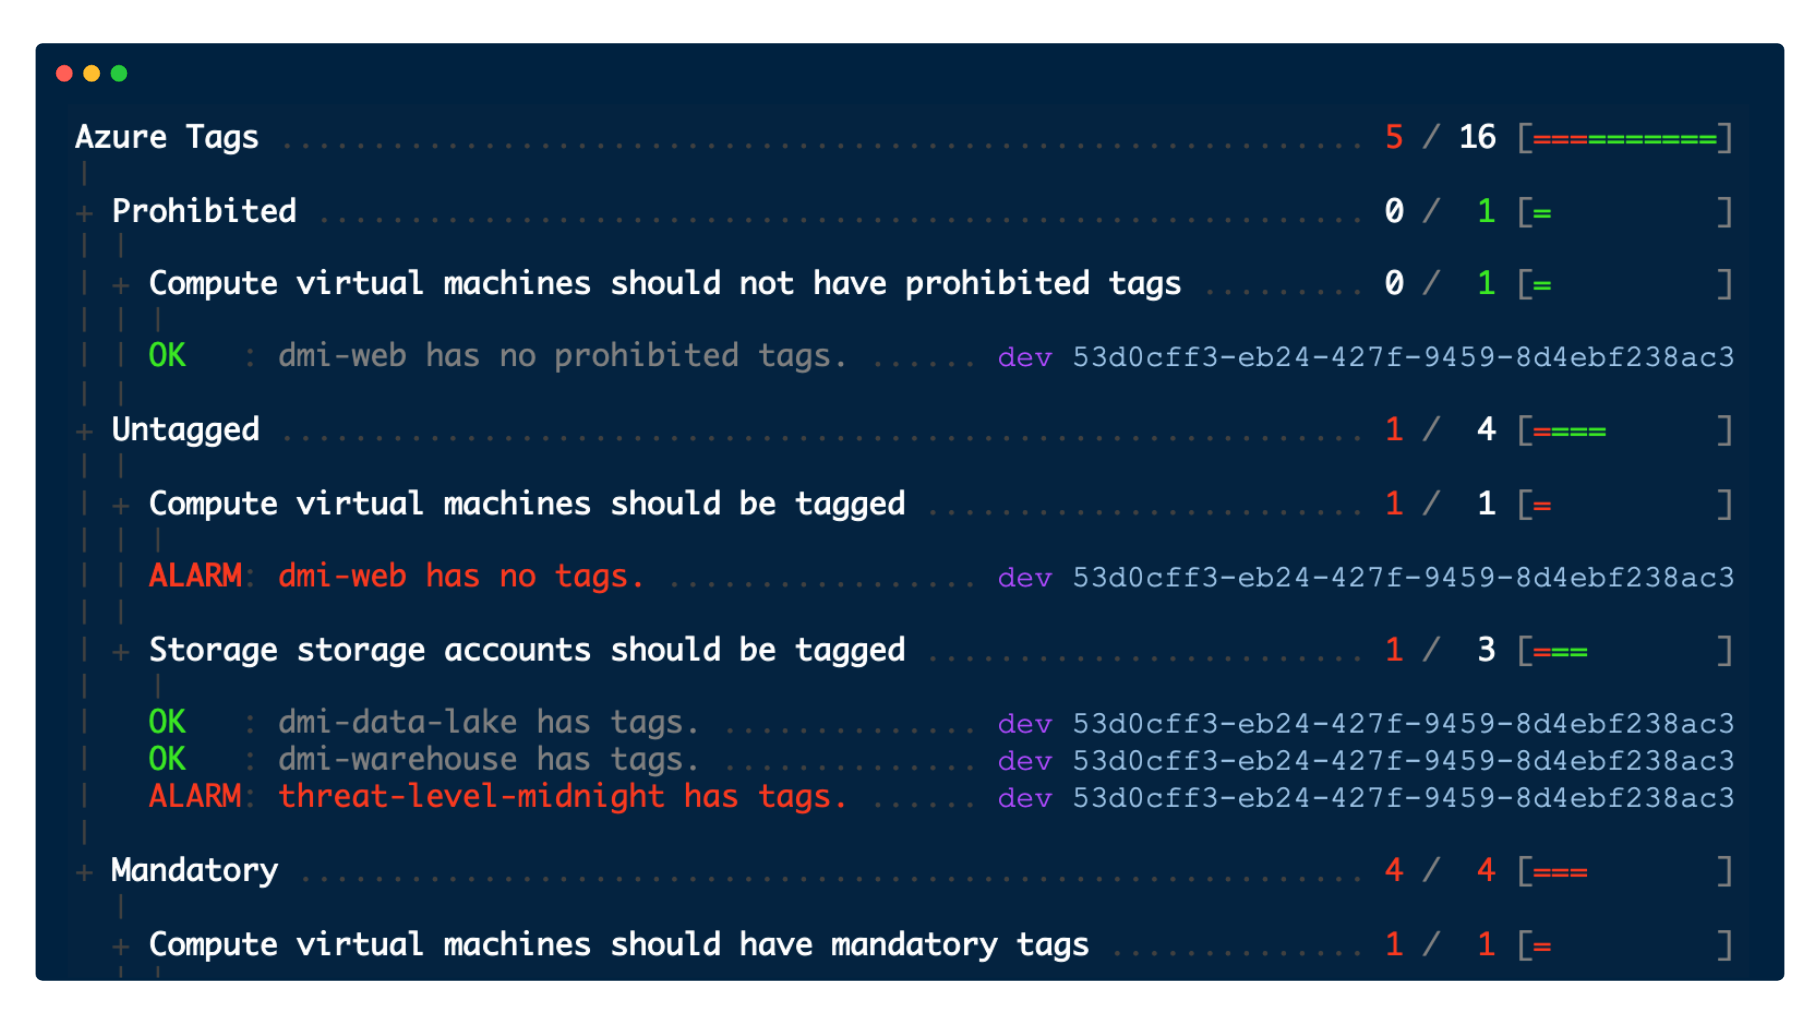 Azure Tags ........................................................... 5 / 16 [==========]
|
+ Prohibited ......................................................... 0 / 1 [= ]
| |
| + Compute virtual machines should not have prohibited tags ......... 0 / 1 [= ]
| | |
| | OK : dmi-web has no prohibited tags. ...... dev 53d0cff3-eb24-427f-9459-8d4ebf238ac3
| |
+ Untagged ........................................................... 1 / 4 [==== ]
| |
| + Compute virtual machines should be tagged ........................ 1 / 1 [= ]
| | |
| | ALARM: dmi-web has no tags. ................. dev 53d0cff3-eb24-427f-9459-8d4ebf238ac3
| |
| + Storage storage accounts should be tagged ........................ 1 / 3 [=== ]
| |
| OK : dmi-data-lake has tags. .............. dev 53d0cff3-eb24-427f-9459-8d4ebf238ac3
| OK : dmi-warehouse has tags. .............. dev 53d0cff3-eb24-427f-9459-8d4ebf238ac3
| ALARM: threat-level-midnight has tags. ...... dev 53d0cff3-eb24-427f-9459-8d4ebf238ac3
|
+ Mandatory .......................................................... 4 / 4 [=== ]
|
+ Compute virtual machines should have mandatory tags .............. 1 / 1 [= ]
| |